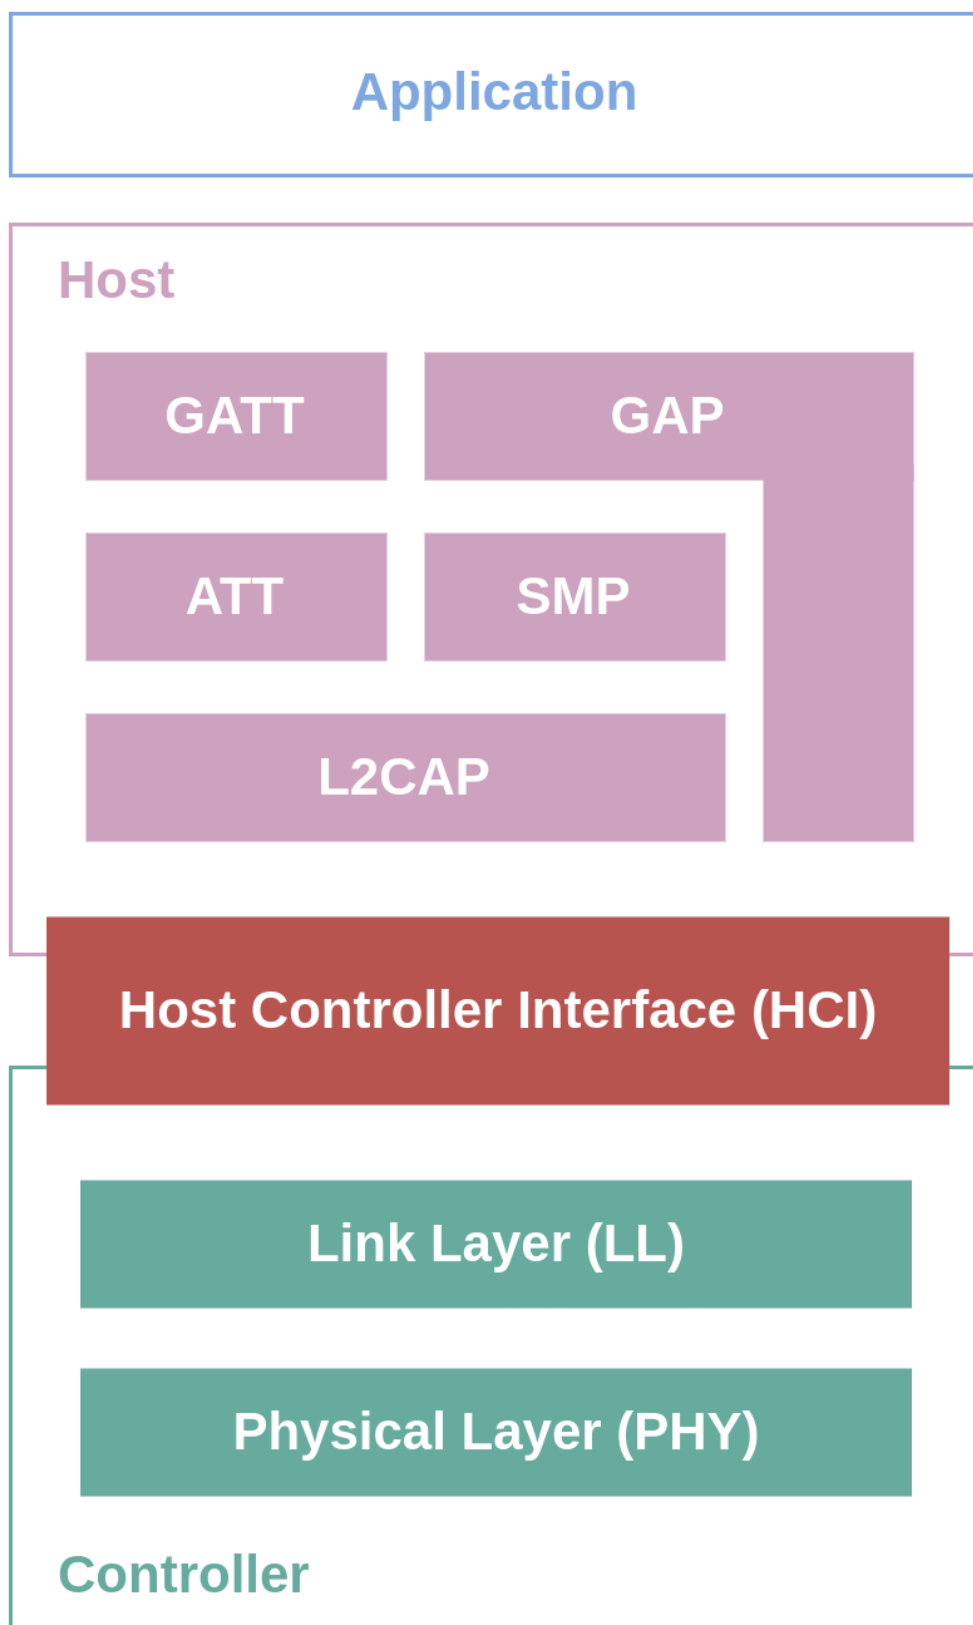 Application
Host
GATT
GAP
ATT
SMP
L2CAP
Host Controller Interface (HCI)
Link Layer (LL)
Physical Layer (PHY)
Controller